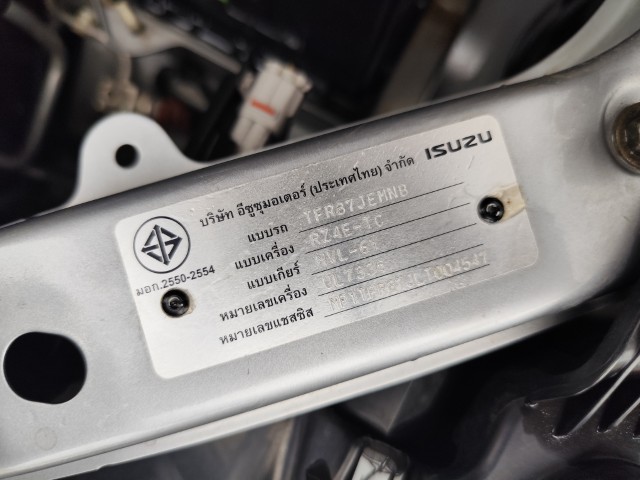 ISUZU
บริษัท อีซูซุมอเตอร์ (ประเทศไทย) จำกัด
แบบรถ TFR87JEMNB
แบบเครื่อง RZ4E-TC
แบบเกียร์
หมายเลขเครื่อง
หมายเลขแชสซิส
มอก.2550-2554